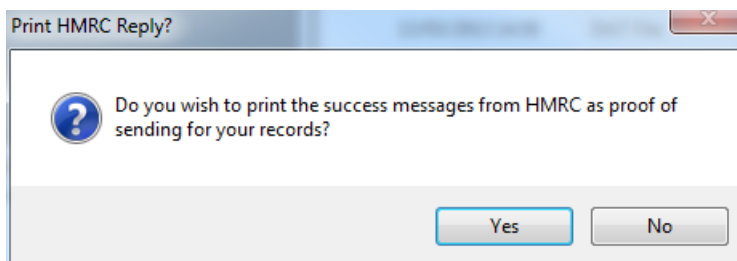 Print HMRC Reply?
Do you wish to print the success messages from HMRC as proof of
sending for your records?
Yes
No